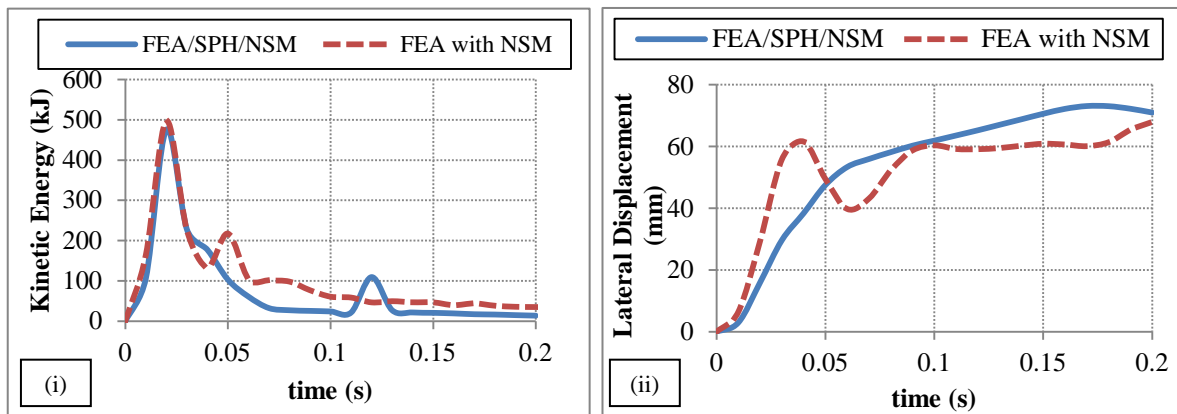 FEA/SPH/NSM FEA with NSM
Kinetic Energy (kJ)
600
500
400
300
200
100
0
0 0.05 0.1 0.15 0.2
time (s)
(i)
FEA/SPH/NSM FEA with NSM
Lateral Displacement
(mm)
80
60
40
20
0
0 0.05 0.1 0.15 0.2
time (s)
(ii)